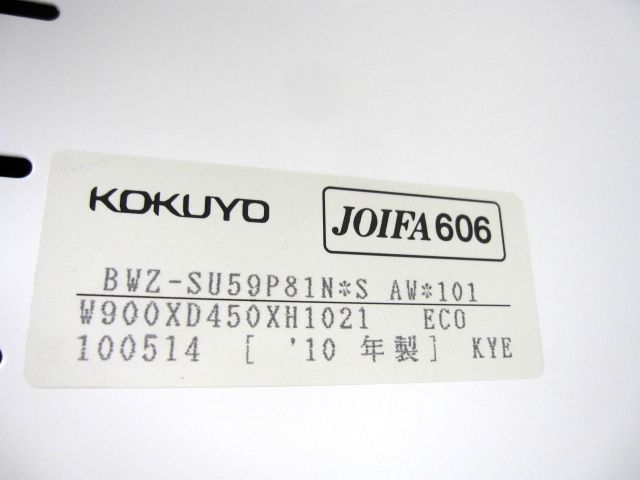 KOKUYO
JOIFA606
BWZ-SU59P81N*S AW*101
W900XD450XH1021 ECO
100514 [ '10 年製] KYE